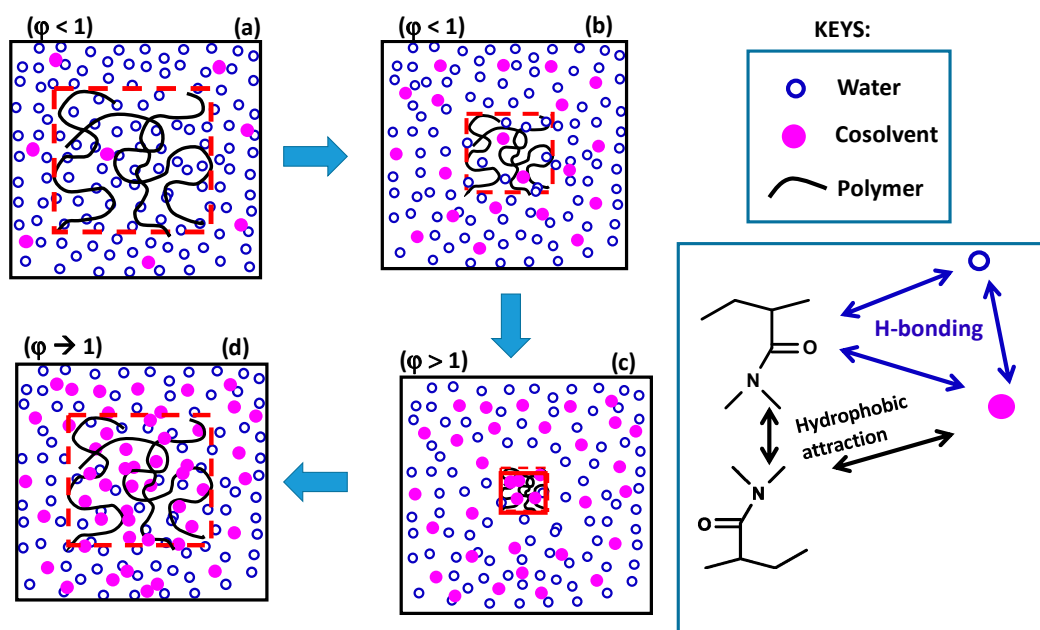 (φ < 1)
(a)
(φ < 1)
(b)
KEYS:
Water
Cosolvent
Polymer
(φ → 1)
(d)
(φ > 1)
(c)
H-bonding
O
N
Hydrophobic
attraction
N
O